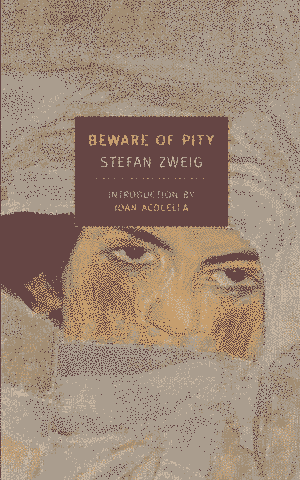 BEWARE OF PITY
STEFAN ZWEIG
INTRODUCTION BY
JOAN ACOCELLA